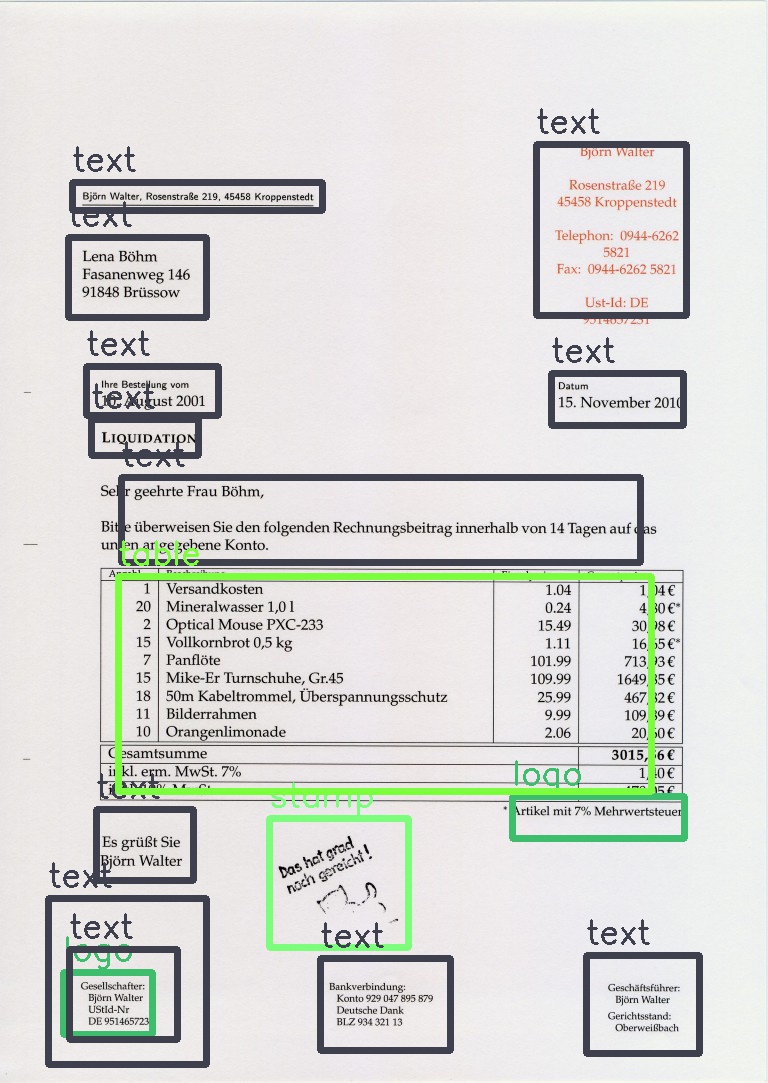 text
Björn Walter
Rosenstraße 219
45458 Kroppenstedt
Telephon: 0944-6262
5821
Fax: 0944-6262 5821
Ust-Id: DE
text
Björn Walter, Rosenstraße 219, 45458 Kroppenstedt
text
Lena Böhm
Fasanenweg 146
91848 Brüssow
text
Ihre Bestellung vom
August 2001
text
Datum
15. November 2010
text
LIQUIDATION
text
Sehr geehrte Frau Böhm,
Bitte überweisen Sie den folgenden Rechnungsbeitrag innerhalb von 14 Tagen auf das
unten angegebene Konto.
table
1 Versandkosten 1.04 1,04€
20 Mineralwasser 1,0 l 0.24 4,80€*
2 Optical Mouse PXC-233 15.49 30,98€
15 Vollkornbrot 0,5 kg 1.11 16,65€*
7 Panflöte 101.99 713,93€
15 Mike-Er Turnschuhe, Gr.45 109.99 1649,85€
18 50m Kabeltrommel, Überspannungsschutz 25.99 467,82€
11 Bilderrahmen 9.99 109,89€
10 Orangenlimonade 2.06 20,60€
Gesamtsumme 3015,56€
inkl. erm. MwSt. 7% 1,40€
logo
* Artikel mit 7% Mehrwertsteuer
text
Es grüßt Sie
Björn Walter
stamp
Das hat grad
noch gereicht!
text
text
logo
Gesellschafter:
Björn Walter
UStId-Nr
DE 951465723
text
Bankverbindung:
Konto 929 047 895 879
Deutsche Dank
BLZ 934 321 13
text
Geschäftsführer:
Björn Walter
Gerichtsstand:
Oberweißbach